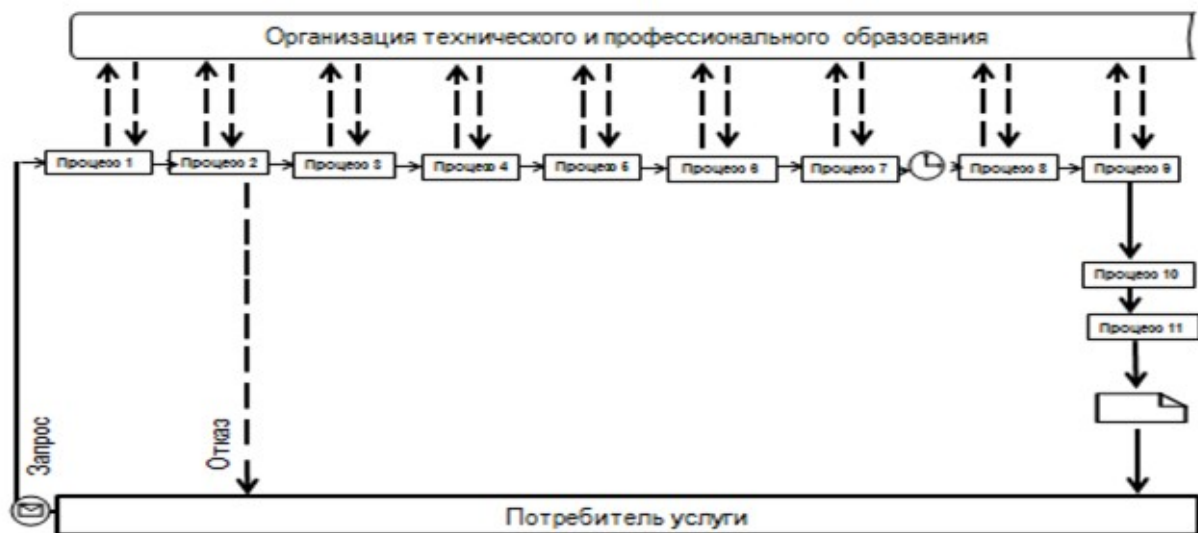 Организация технического и профессионального образования
Процесс 1
Процесс 2
Процесс 3
Процесс 4
Процесс 5
Процесс 6
Процесс 7
Процесс 8
Процесс 9
Процесс 10
Процесс 11
Запрос
Отказ
Потребитель услуги